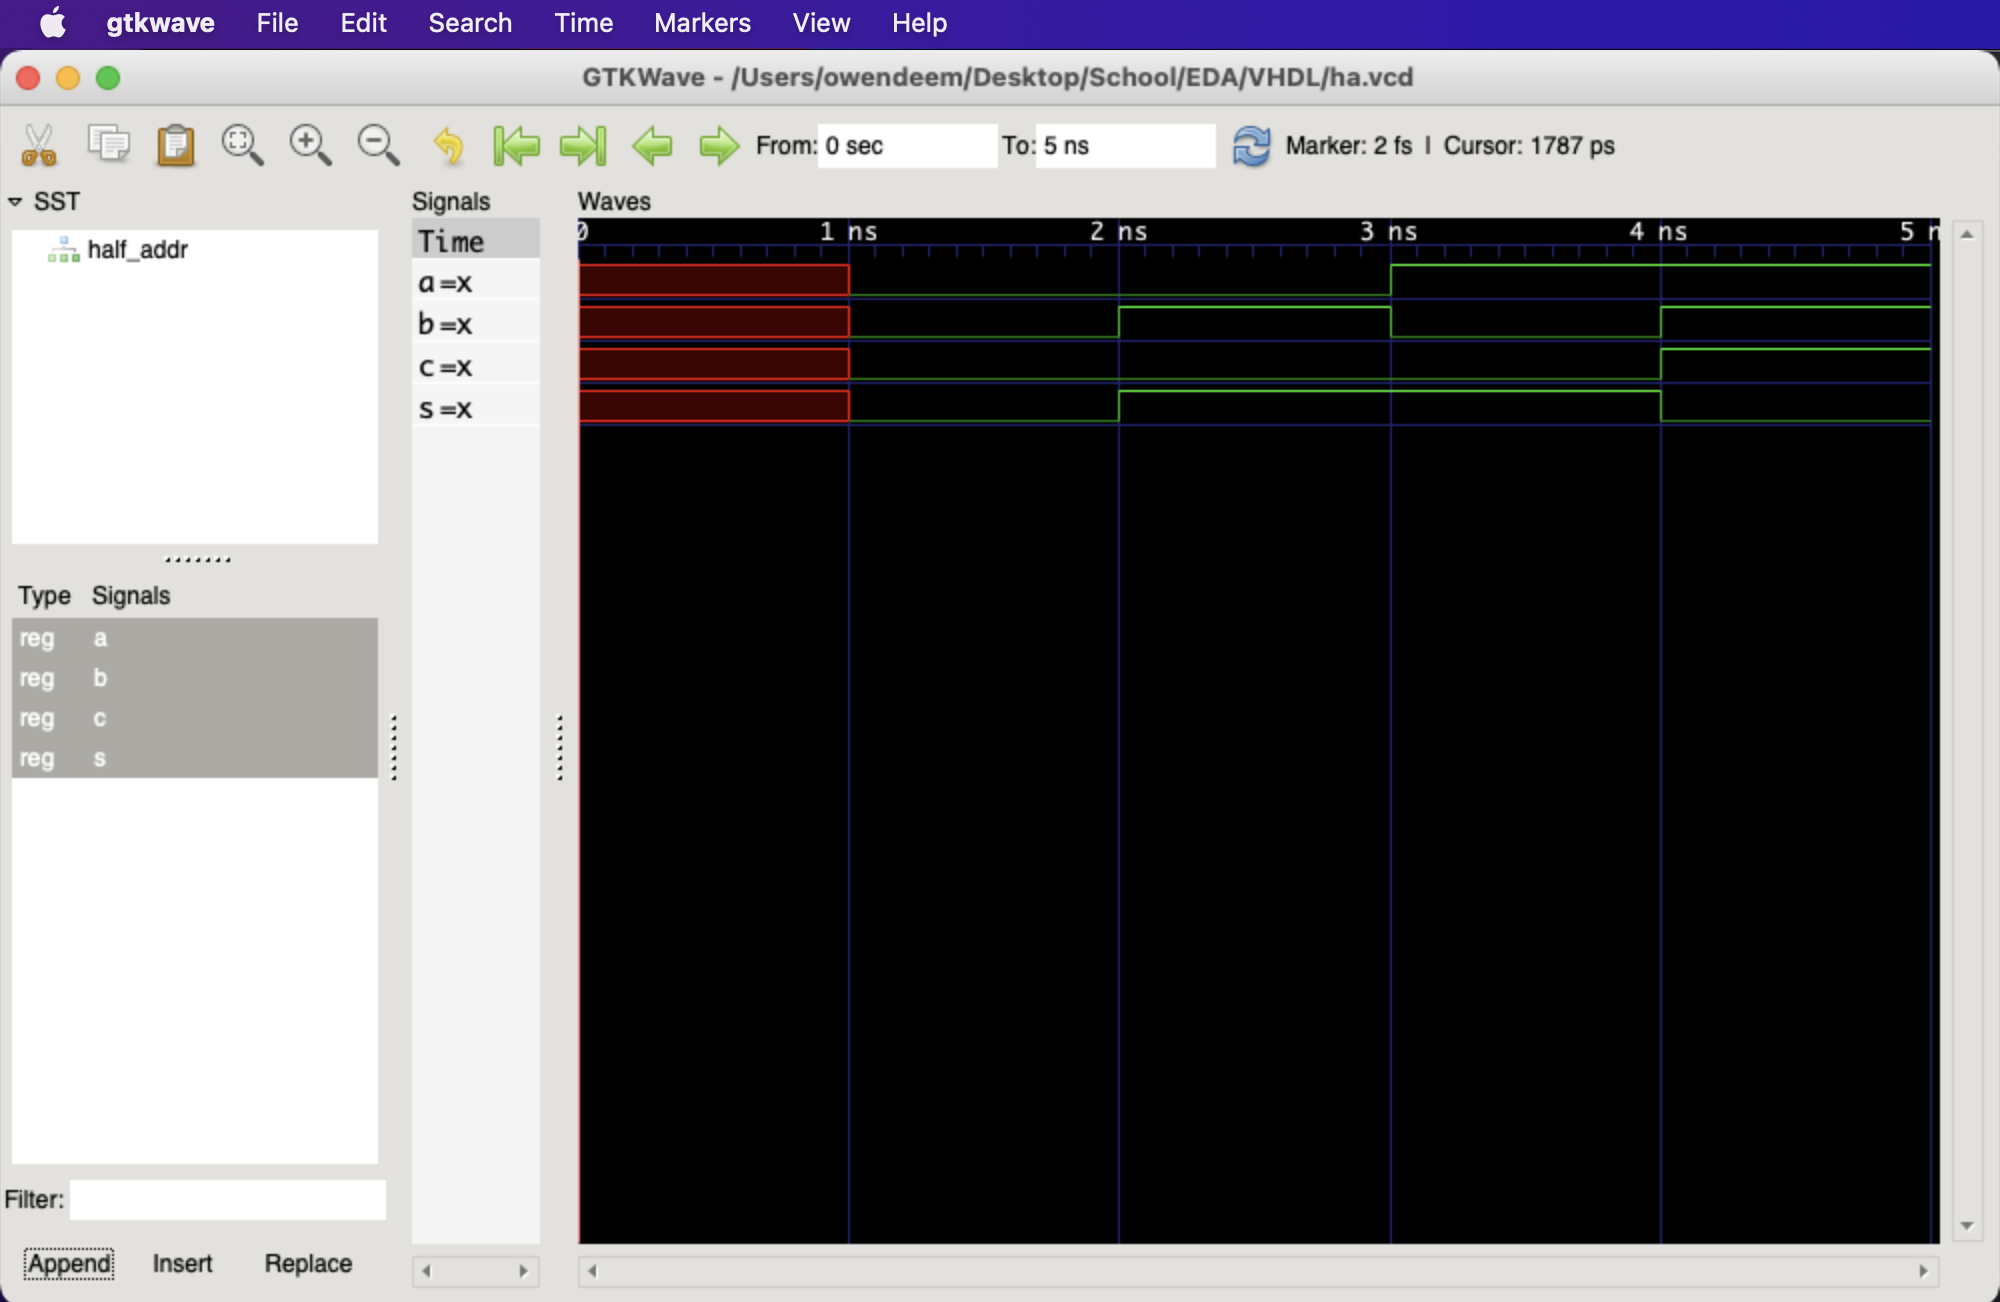 gtkwave File Edit Search Time Markers View Help
GTKWave - /Users/owendeem/Desktop/School/EDA/VHDL/ha.vcd
From: 0 sec To: 5 ns Marker: 2 fs | Cursor: 1787 ps
SST
half_addr
Type Signals
reg a
reg b
reg c
reg s
Filter:
Append Insert Replace
Signals
Time
a=x
b=x
c=x
s=x
Waves
0 1 ns 2 ns 3 ns 4 ns 5 n